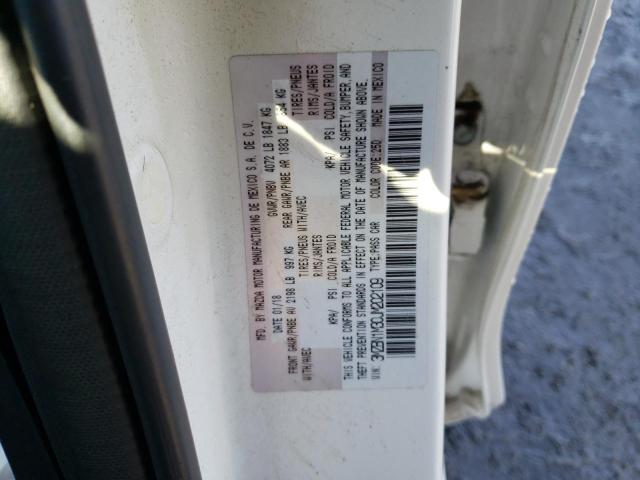 MFG. BY MAZDA MOTOR MANUFACTURING DE MEXICO S.A. DE C.V.
DATE 01/18 GVWR/PNBV 4072 LB 1847 KG
FRONT GAWR/PNBE AV 2198 LB 997 KG REAR GAWR/PNBE AR 1883 LB 854 KG
WITH/AVEC TIRES/PNEUS WITH/AVEC TIRES/PNEUS
RIMS/JANTES RIMS/JANTES
KPA/ PSI COLD/A FROID KPA/ PSI COLD/A FROID
THIS VEHICLE CONFORMS TO ALL APPLICABLE FEDERAL MOTOR VEHICLE SAFETY, BUMPER, AND
THEFT PREVENTION STANDARDS IN EFFECT ON THE DATE OF MANUFACTURE SHOWN ABOVE.
VIN: 3MZBN1M30JM202109 TYPE:PASS CAR COLOR CODE:25D MADE IN MEXICO